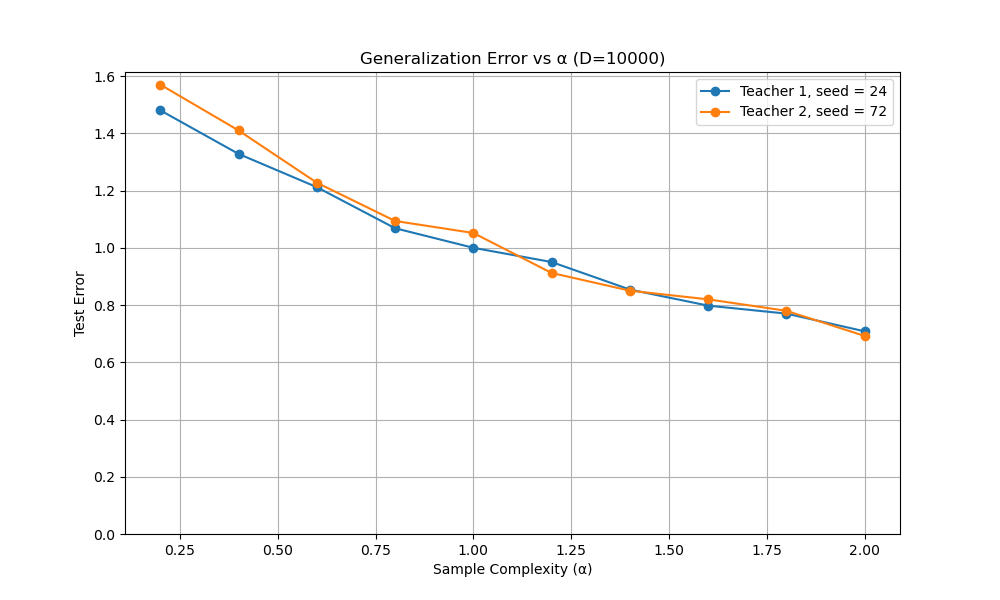 Generalization Error vs α (D=10000)
Teacher 1, seed = 24
Teacher 2, seed = 72
Test Error
1.6
1.4
1.2
1.0
0.8
0.6
0.4
0.2
0.0
0.25 0.50 0.75 1.00 1.25 1.50 1.75 2.00
Sample Complexity (α)